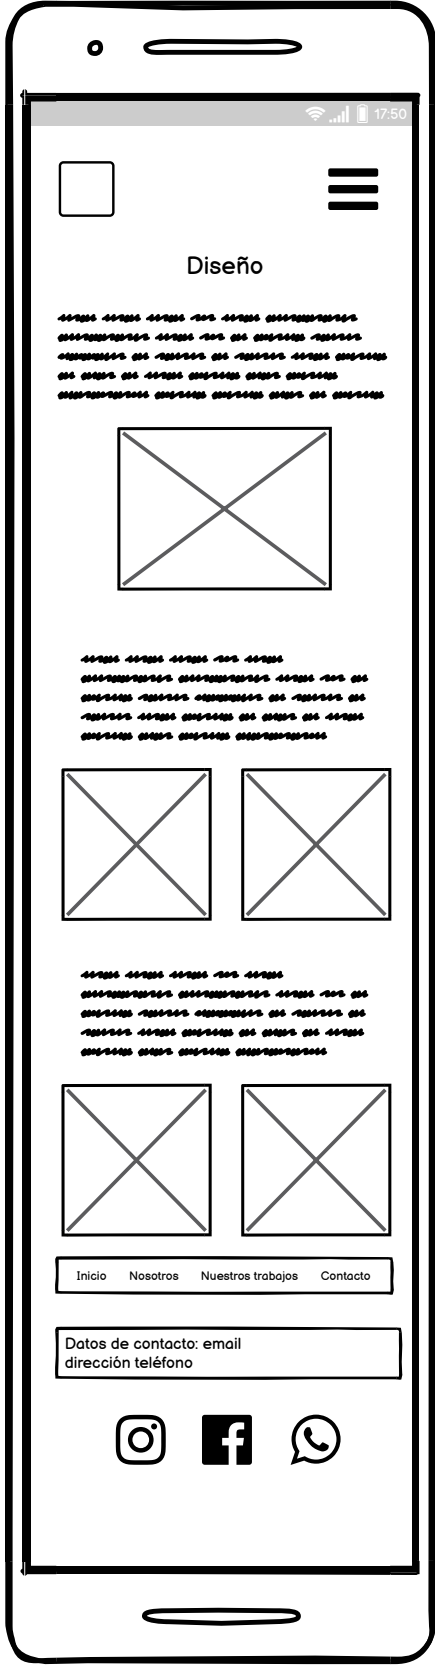 17:50
Diseño
Inicio Nosotros Nuestros trabajos Contacto
Datos de contacto: email
dirección teléfono